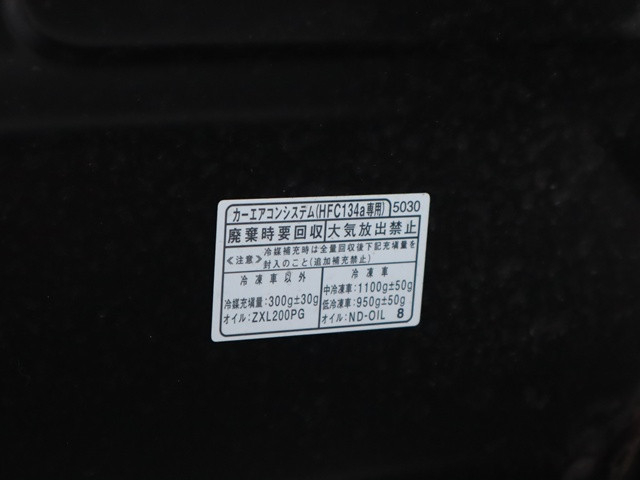 カーエアコンシステム(HFC134a専用) 5030
廃棄時要回収 大気放出禁止
≪注意≫ 冷媒補充時は全量回収後下記充填量を
封入のこと(追加補充禁止)
冷凍車以外
冷媒充填量:300g±30g
オイル:ZXL200PG
冷凍車
中冷凍車:1100g±50g
低冷凍車:950g±50g
オイル:ND-OIL 8